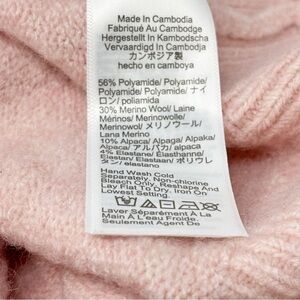 Made In Cambodia
Fabriqué Au Cambodge
Hergestellt In Kambodscha
Vervaardigd In Cambodja
カンボジア製
hecho en camboya
56% Polyamide/ Polyamide/
Polyamid/ Polyamide/ ナイ
ロン/ poliamida
30% Merino Wool/ Laine
Mérinos/ Merinowolle/
Merinowol/ メリノウール/
Lana Merino
10% Alpaca/ Alpaga/ Alpaka/
Alpaca/ アルパカ/ alpaca
4% Elastane/ Élasthanne/
Elastan/ Elastaan/ ポリウレ
タン/ elastano
Hand Wash Cold
Separately. Non-chlorine
Bleach Only. Reshape And
Lay Flat To Dry. Iron On
Lowest Setting.
Laver Séparément À La
Main À L'eau Froide.
Seulement Agent De